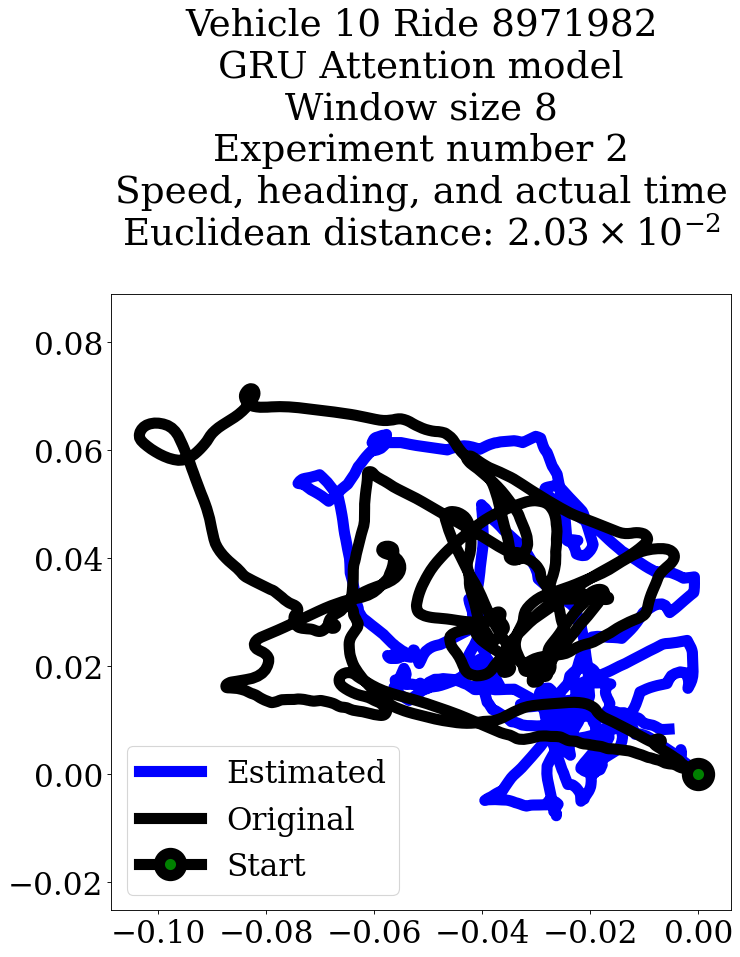 Vehicle 10 Ride 8971982
GRU Attention model
Window size 8
Experiment number 2
Speed, heading, and actual time
Euclidean distance: 2.03 × 10⁻²
0.08
0.06
0.04
0.02
0.00
−0.02
Estimated
Original
Start
−0.10 −0.08 −0.06 −0.04 −0.02 0.00